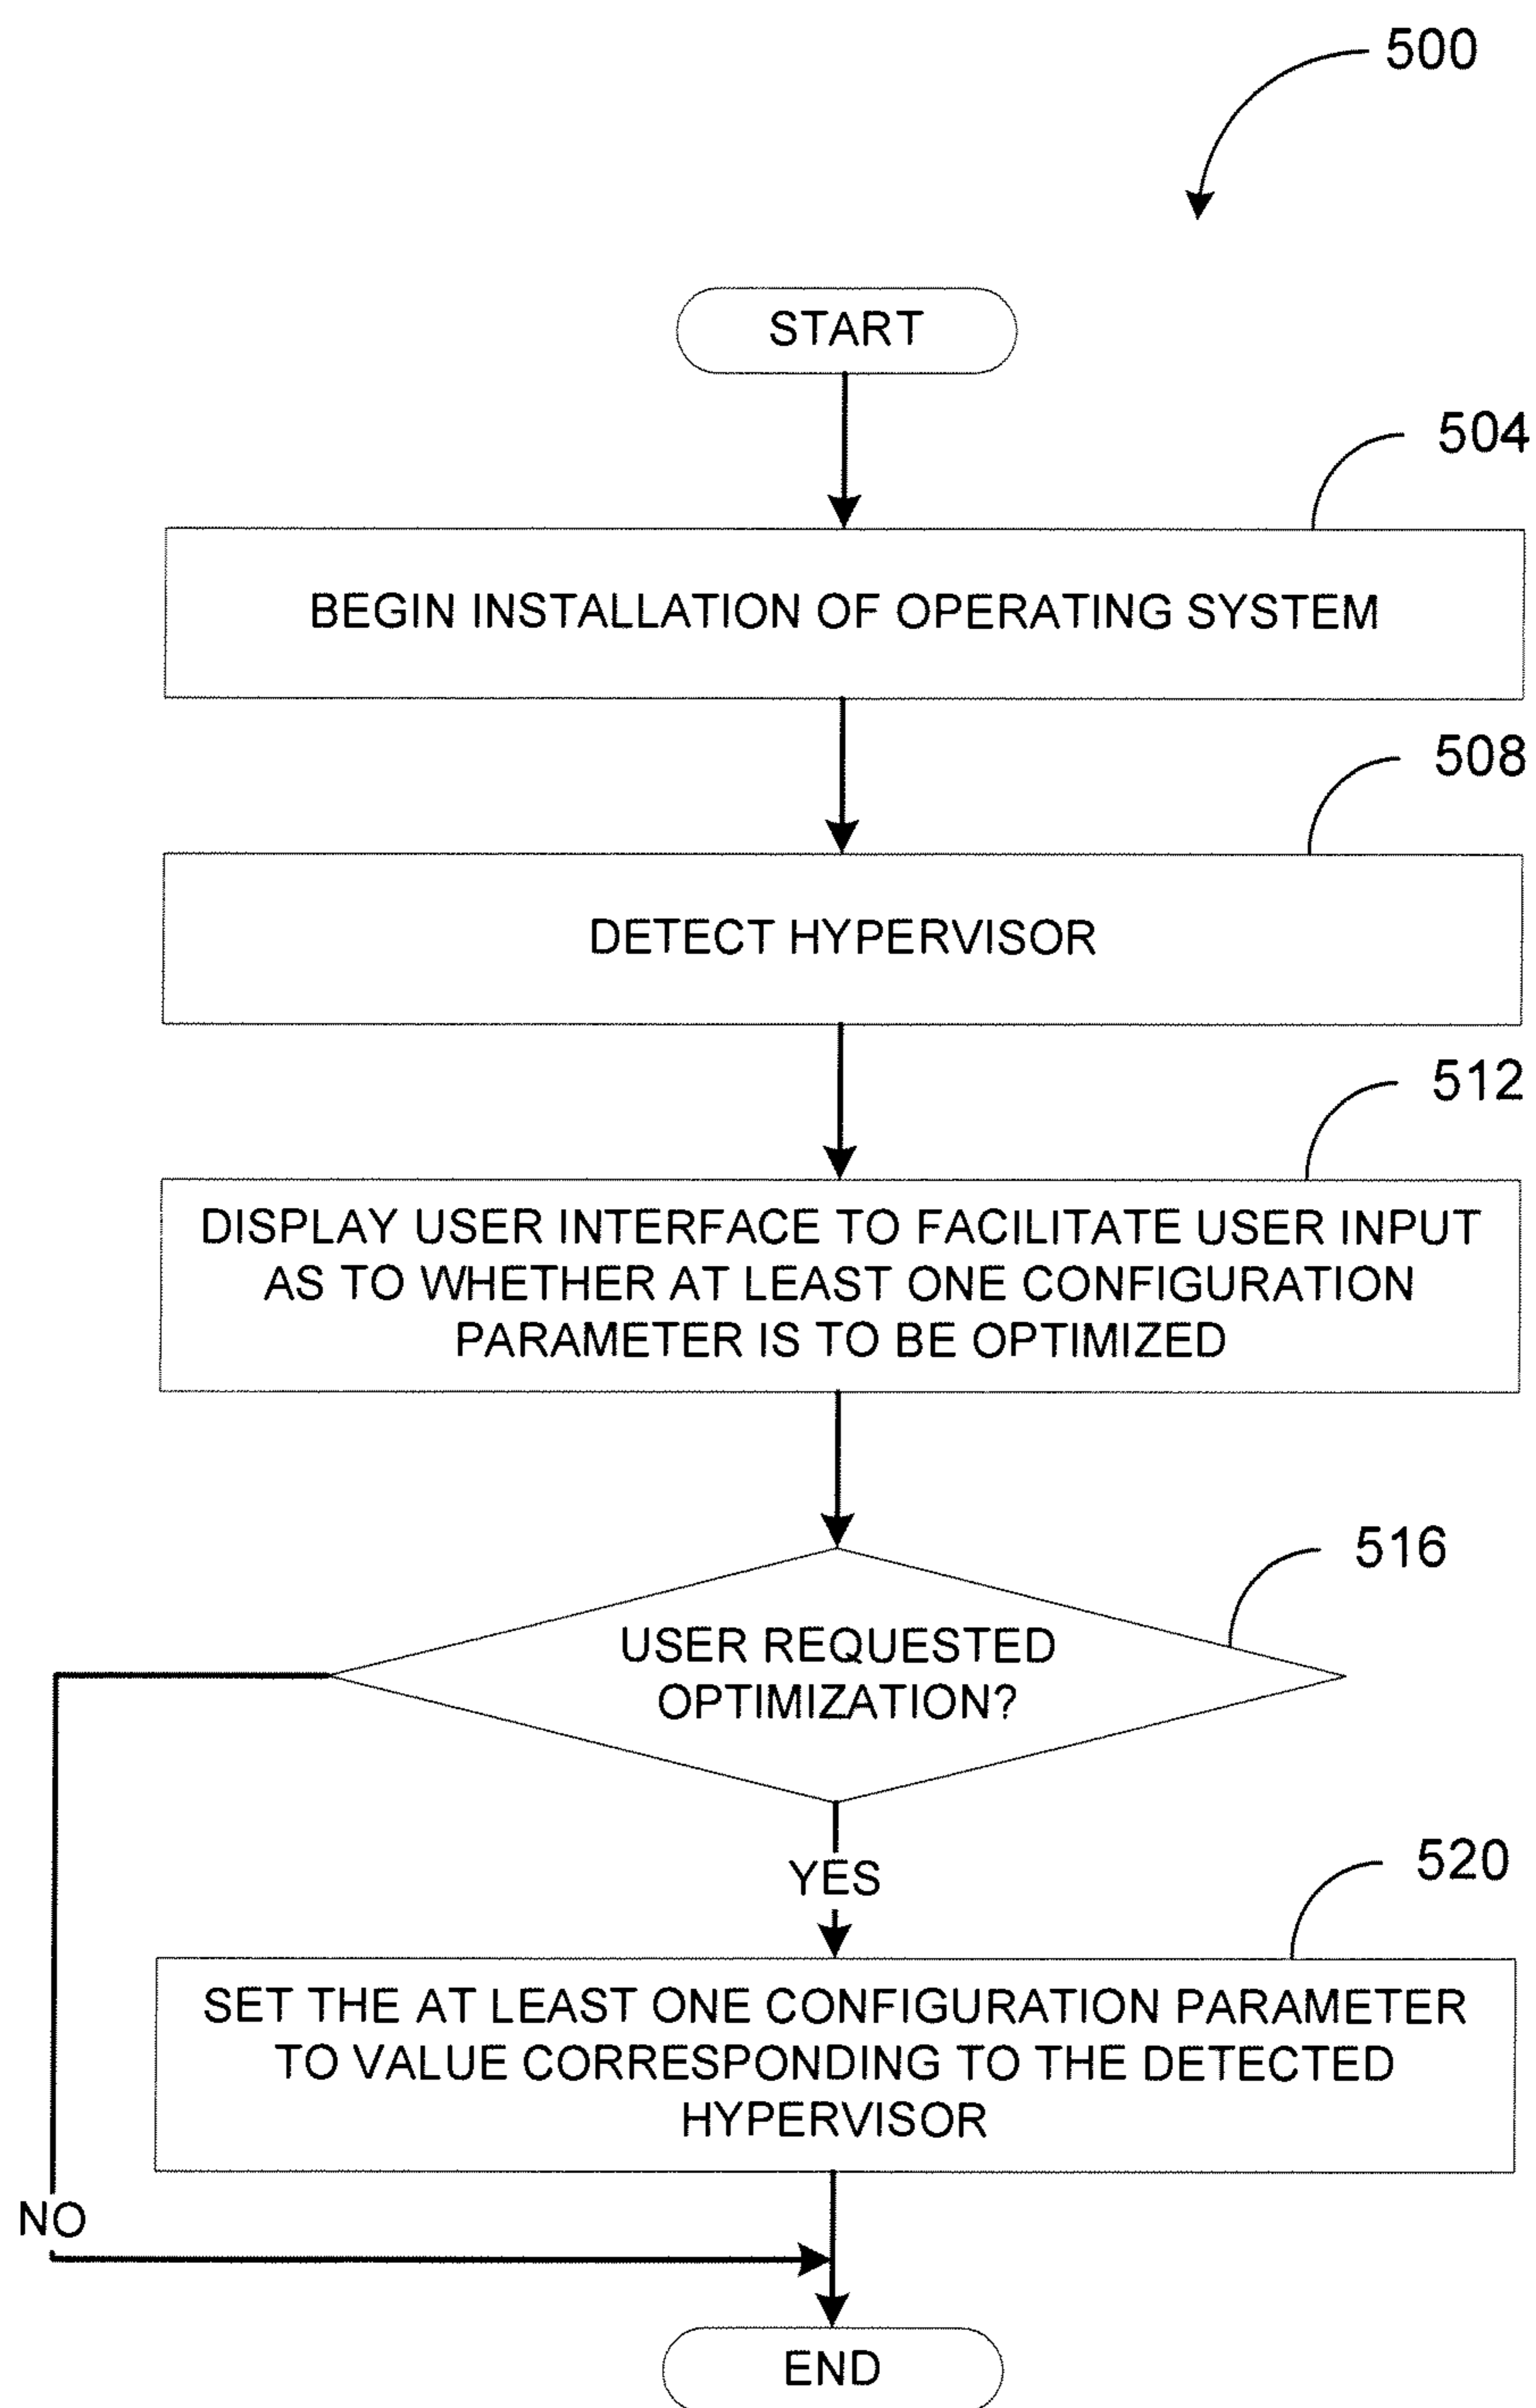 500
START
504
BEGIN INSTALLATION OF OPERATING SYSTEM
508
DETECT HYPERVISOR
512
DISPLAY USER INTERFACE TO FACILITATE USER INPUT
AS TO WHETHER AT LEAST ONE CONFIGURATION
PARAMETER IS TO BE OPTIMIZED
516
USER REQUESTED
OPTIMIZATION?
YES
520
SET THE AT LEAST ONE CONFIGURATION PARAMETER
TO VALUE CORRESPONDING TO THE DETECTED
HYPERVISOR
NO
END